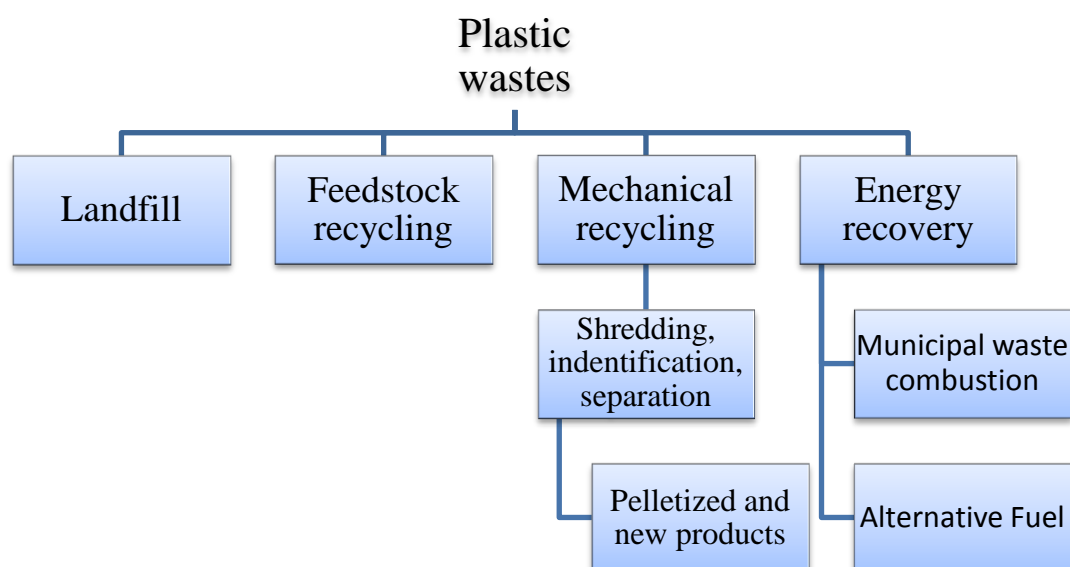 Plastic
wastes
Landfill
Feedstock
recycling
Mechanical
recycling
Energy
recovery
Shredding,
indentification,
separation
Pelletized and
new products
Municipal waste
combustion
Alternative Fuel